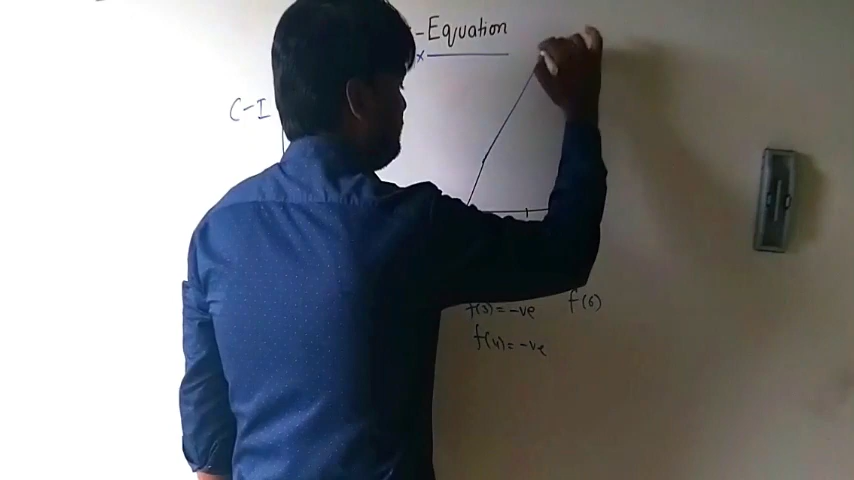 -Equation
x
C-I
f(3)=-ve
f(6)
f(4)=-ve